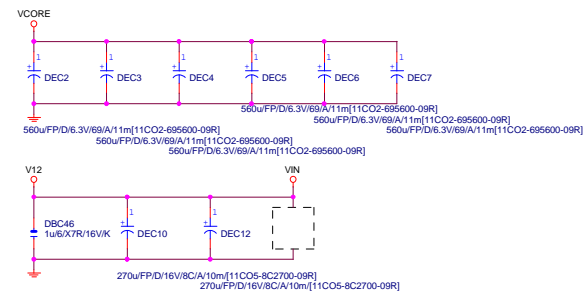 VCORE
1 1 1 1 1 1
+ + + + + +
DEC2 DEC3 DEC4 DEC5 DEC6 DEC7
560u/FP/D/6.3V/69/A/11m[11CO2-695600-09R]
560u/FP/D/6.3V/69/A/11m[11CO2-695600-09R]
560u/FP/D/6.3V/69/A/11m[11CO2-695600-09R]
560u/FP/D/6.3V/69/A/11m[11CO2-695600-09R]
560u/FP/D/6.3V/69/A/11m[11CO2-695600-09R]
560u/FP/D/6.3V/69/A/11m[11CO2-695600-09R]
V12 VIN
1 1
+ +
DBC46
1u/6/X7R/16V/K
DEC10 DEC12
270u/FP/D/16V/8C/A/10m/[11CO5-8C2700-09R]
270u/FP/D/16V/8C/A/10m/[11CO5-8C2700-09R]